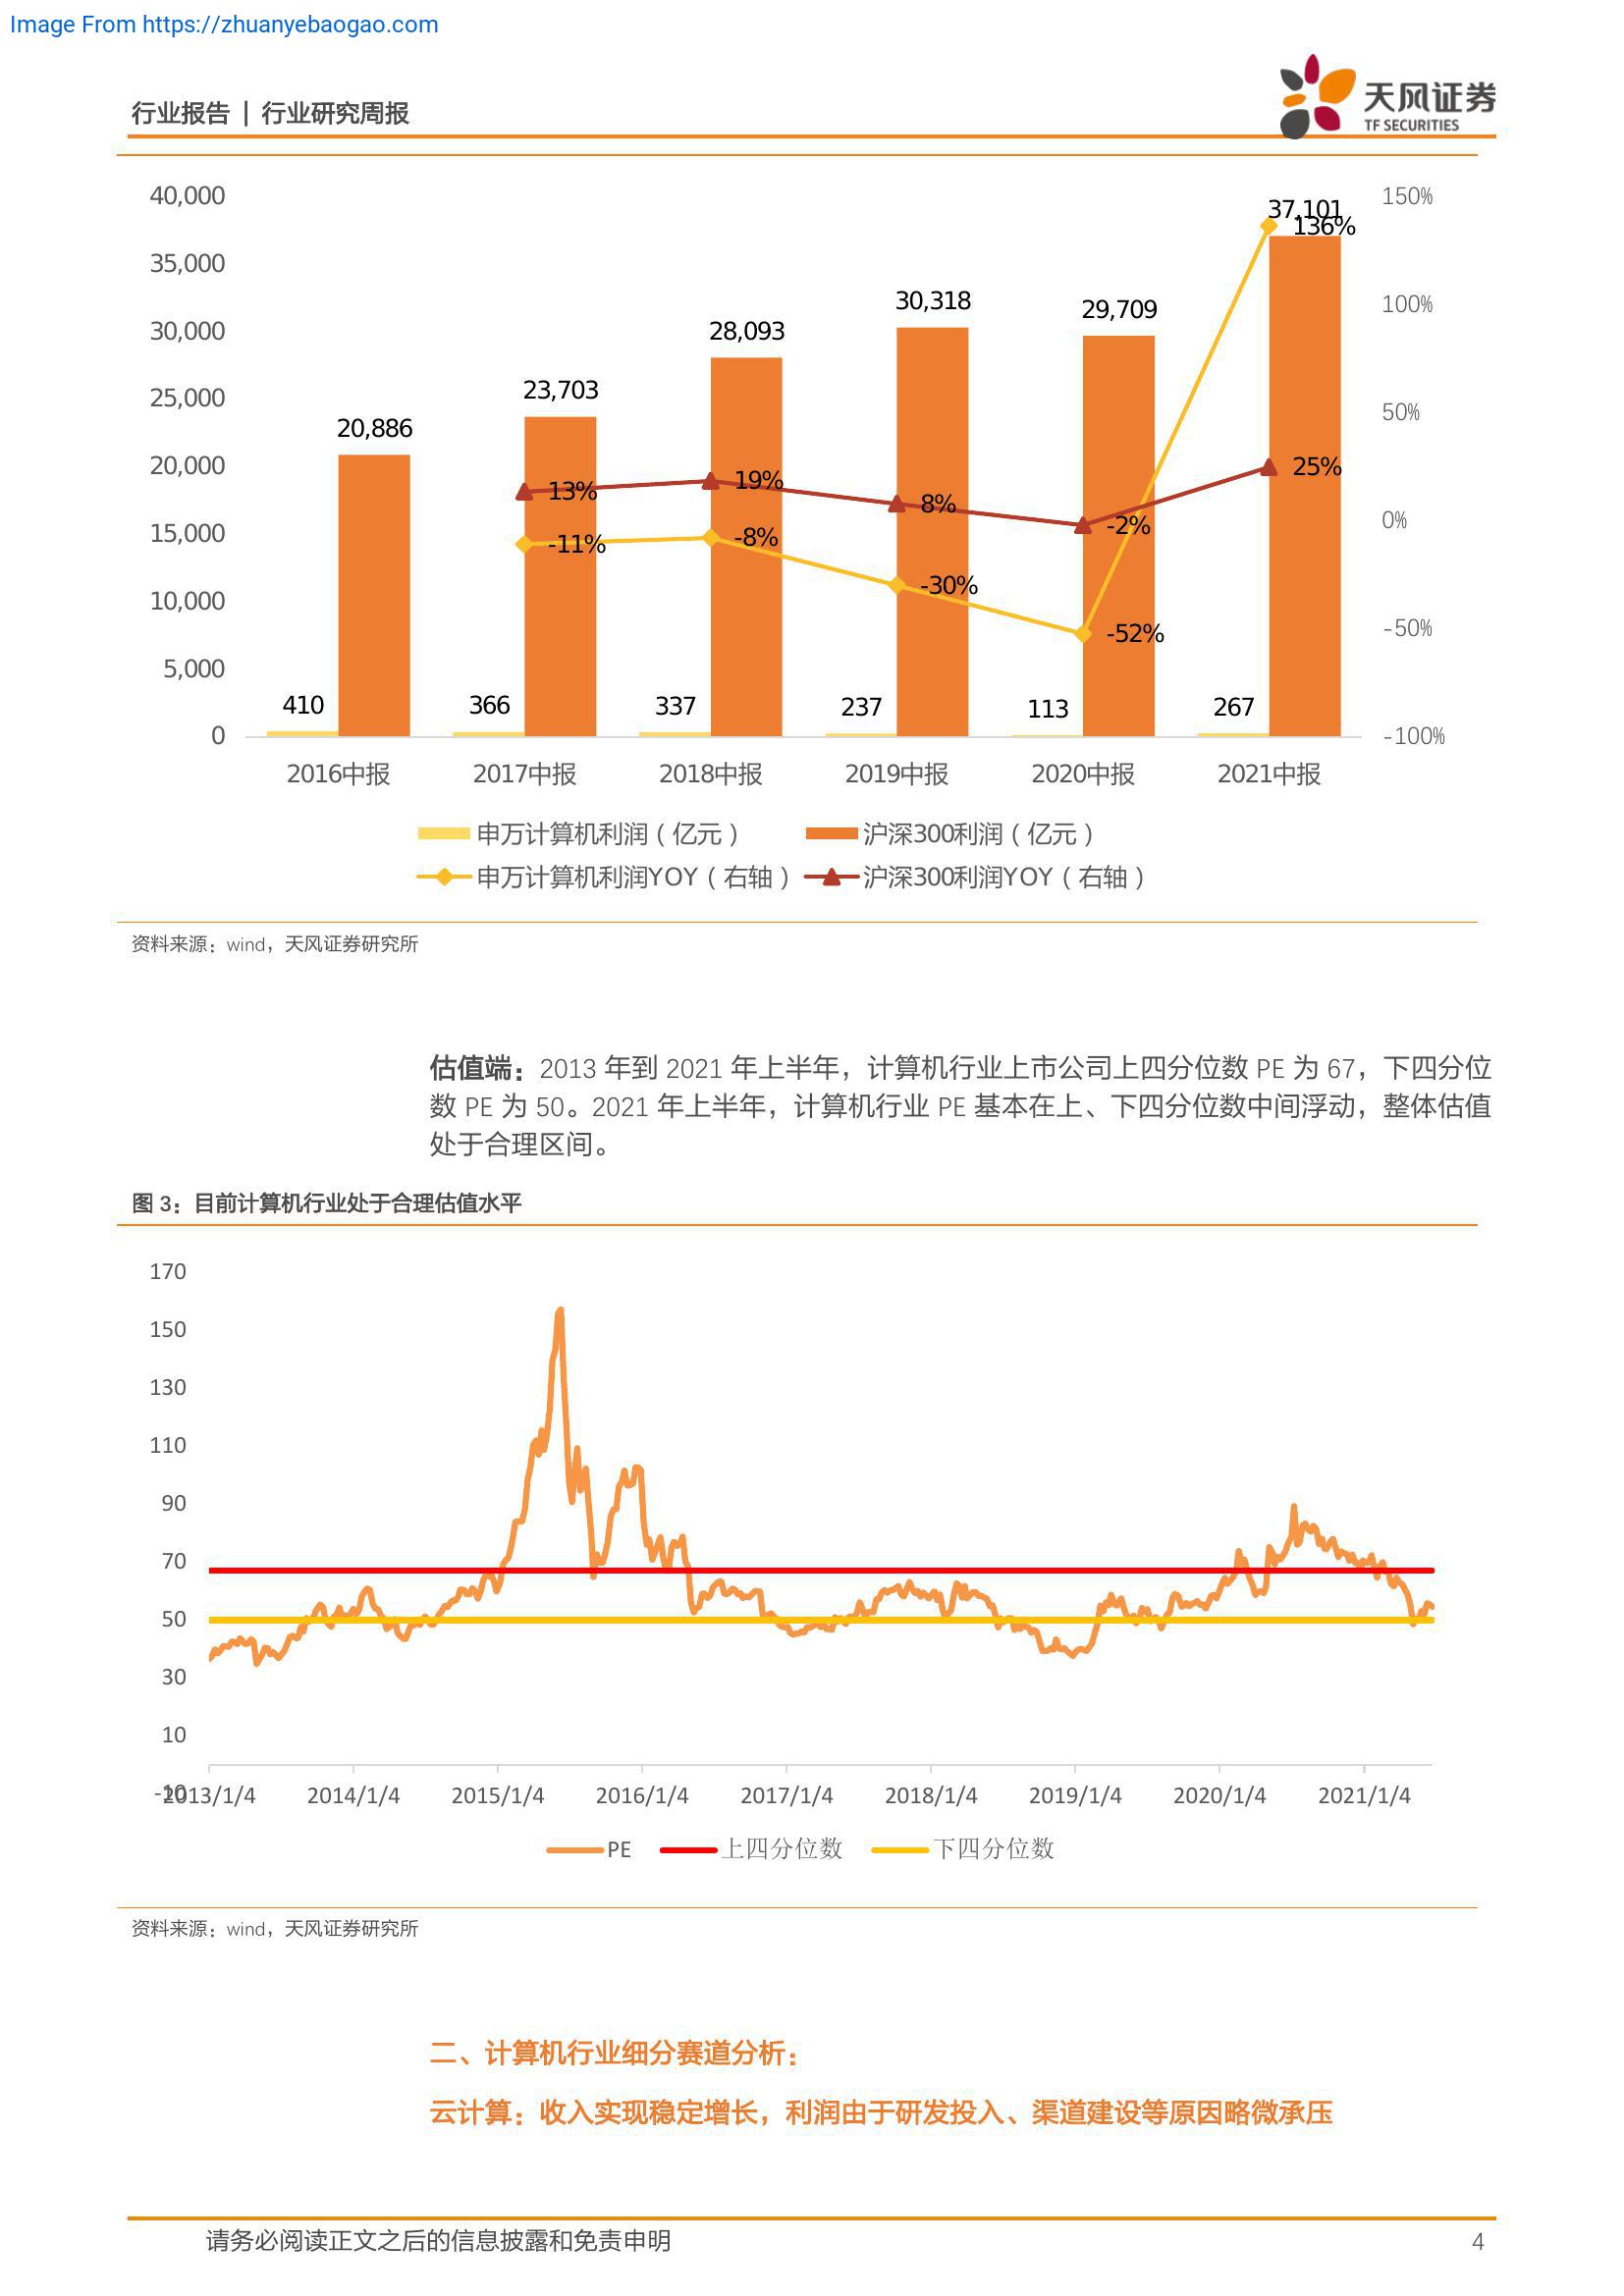 Image From https://zhuanyebaogao.com
行业报告 | 行业研究周报
天风证券
TF SECURITIES
40,000
35,000
30,000
25,000
20,000
15,000
10,000
5,000
0
150%
100%
50%
0%
-50%
-100%
37,101
136%
30,318
29,709
28,093
23,703
20,886
13%
19%
8%
-2%
25%
-11%
-8%
-30%
-52%
410
366
337
237
113
267
2016中报 2017中报 2018中报 2019中报 2020中报 2021中报
申万计算机利润（亿元） 沪深300利润（亿元）
申万计算机利润YOY（右轴） 沪深300利润YOY（右轴）
资料来源：wind，天风证券研究所
估值端：2013 年到 2021 年上半年，计算机行业上市公司上四分位数 PE 为 67，下四分位
数 PE 为 50。2021 年上半年，计算机行业 PE 基本在上、下四分位数中间浮动，整体估值
处于合理区间。
图 3：目前计算机行业处于合理估值水平
170
150
130
110
90
70
50
30
10
-10
2013/1/4 2014/1/4 2015/1/4 2016/1/4 2017/1/4 2018/1/4 2019/1/4 2020/1/4 2021/1/4
PE 上四分位数 下四分位数
资料来源：wind，天风证券研究所
二、计算机行业细分赛道分析：
云计算：收入实现稳定增长，利润由于研发投入、渠道建设等原因略微承压
请务必阅读正文之后的信息披露和免责申明
4